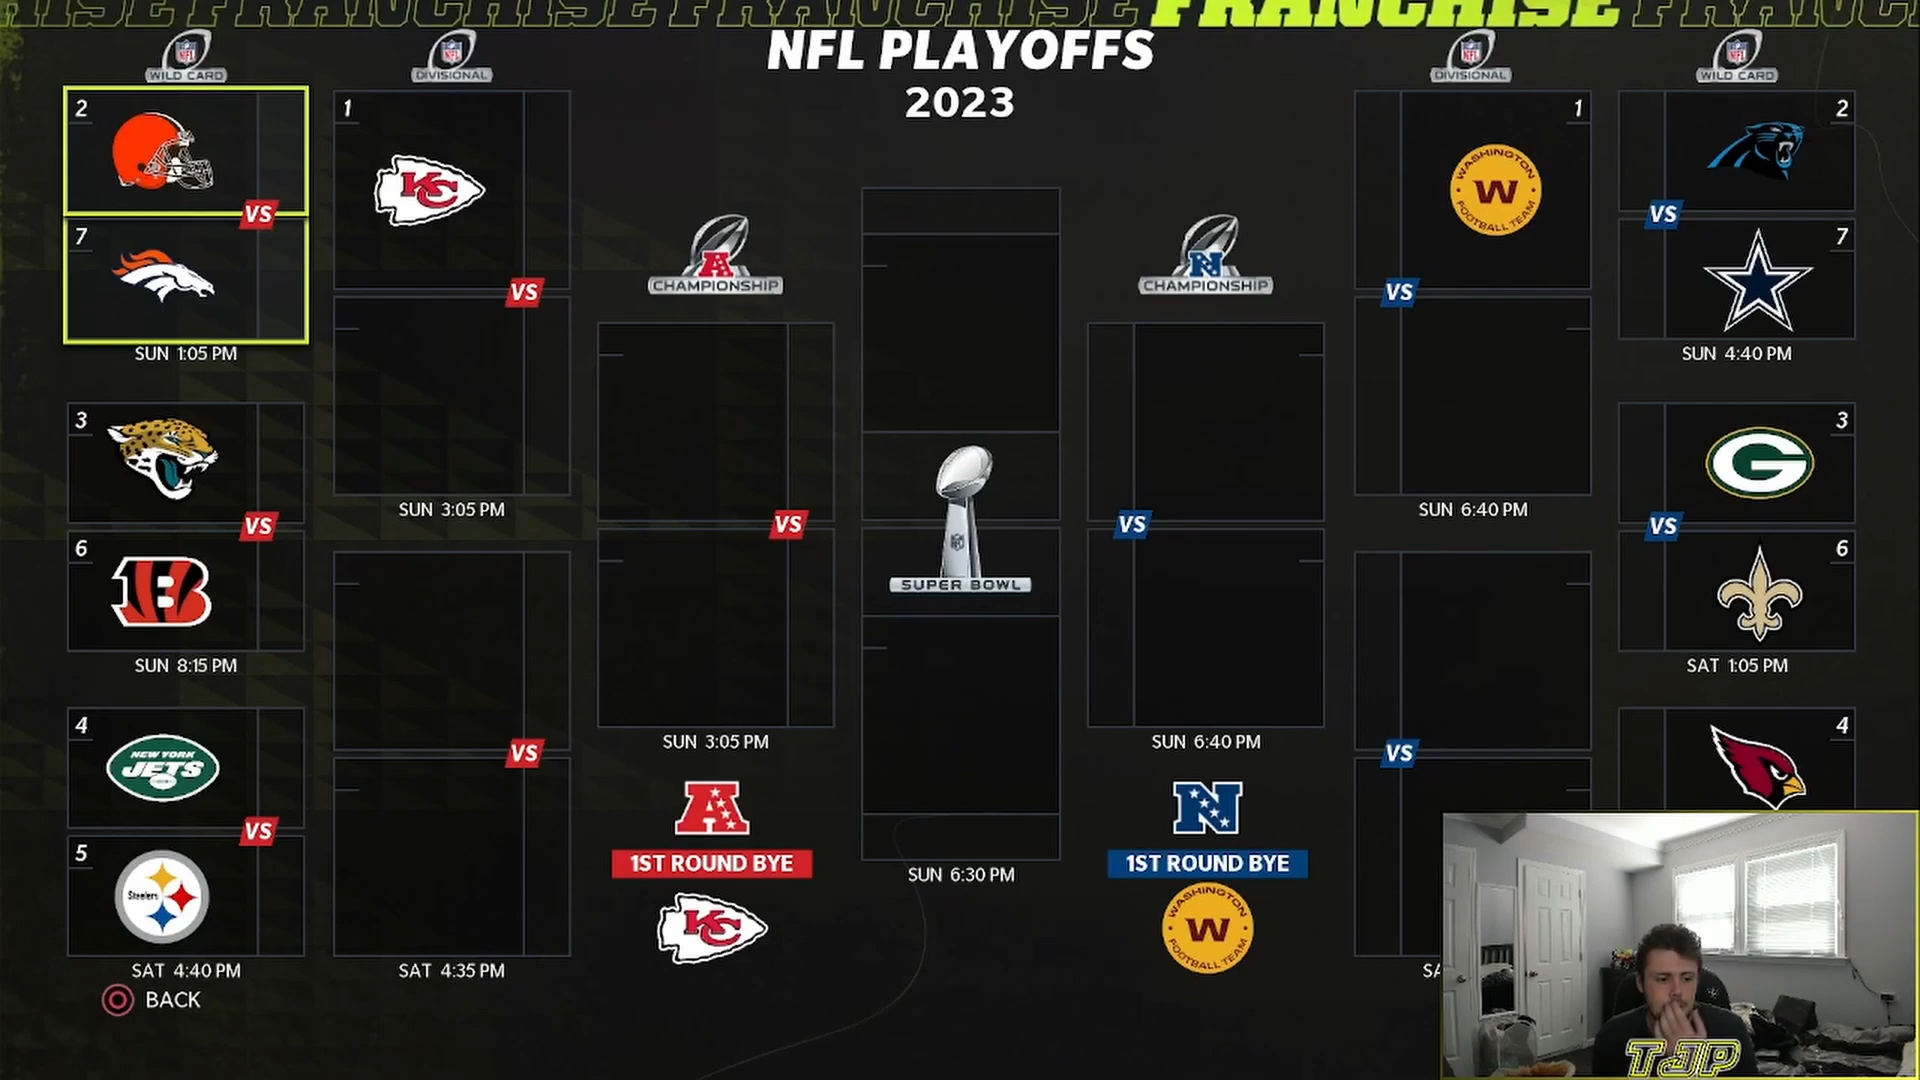 FRANCHISE FRANCHISE FRANCHISE
NFL PLAYOFFS
2023
WILD CARD
DIVISIONAL
DIVISIONAL
WILD CARD
2
VS
7
SUN 1:05 PM
3
VS
6
B
SUN 8:15 PM
4
NEW YORK
JETS
VS
5
Steelers
SAT 4:40 PM
BACK
1
KC
VS
SUN 3:05 PM
VS
SAT 4:35 PM
A
CHAMPIONSHIP
VS
SUN 3:05 PM
A
1ST ROUND BYE
KC
SUPER BOWL
SUN 6:30 PM
N
CHAMPIONSHIP
VS
SUN 6:40 PM
N
1ST ROUND BYE
WASHINGTON
W
FOOTBALL TEAM
1
WASHINGTON
W
FOOTBALL TEAM
VS
SUN 6:40 PM
VS
SA
2
VS
7
SUN 4:40 PM
3
G
VS
6
SAT 1:05 PM
4
TJP